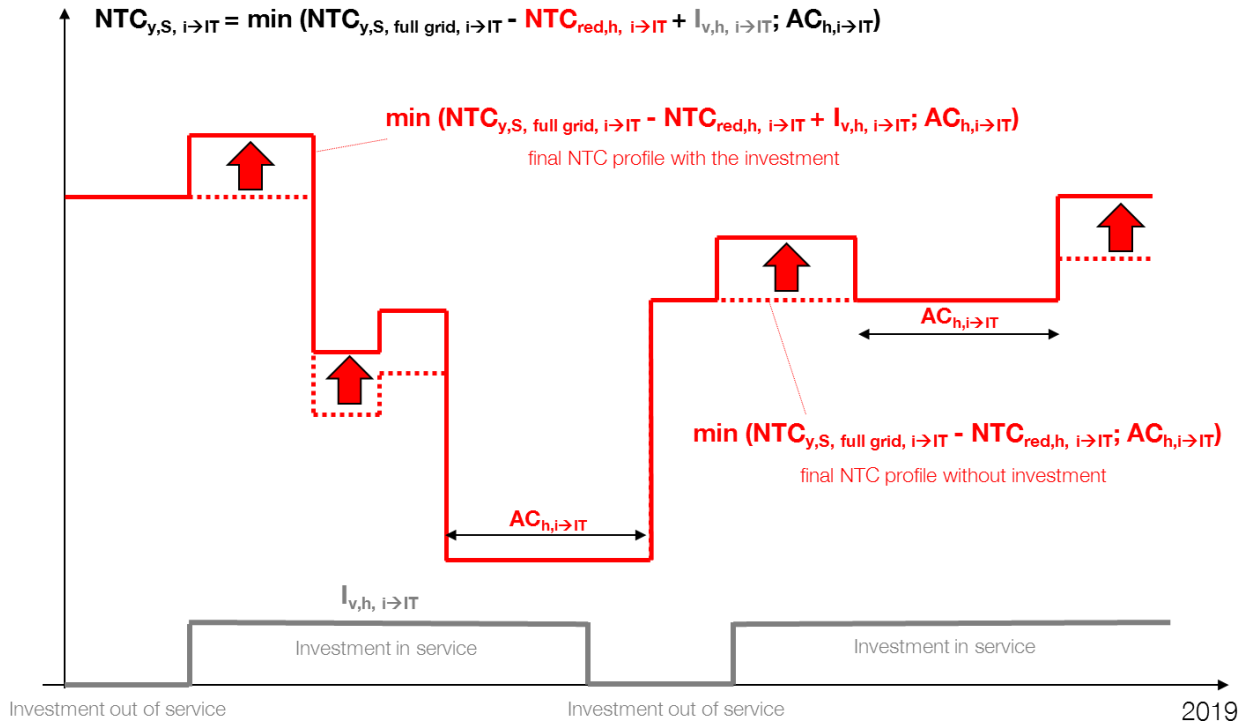 NTCy,S, i→IT = min (NTCy,S, full grid, i→IT - NTCred,h, i→IT + Iv,h, i→IT; ACh,i→IT)
min (NTCy,S, full grid, i→IT - NTCred,h, i→IT + Iv,h, i→IT; ACh,i→IT)
final NTC profile with the investment
ACh,i→IT
min (NTCy,S, full grid, i→IT - NTCred,h, i→IT; ACh,i→IT)
final NTC profile without investment
ACh,i→IT
Iv,h, i→IT
Investment in service
Investment in service
Investment out of service
Investment out of service
2019